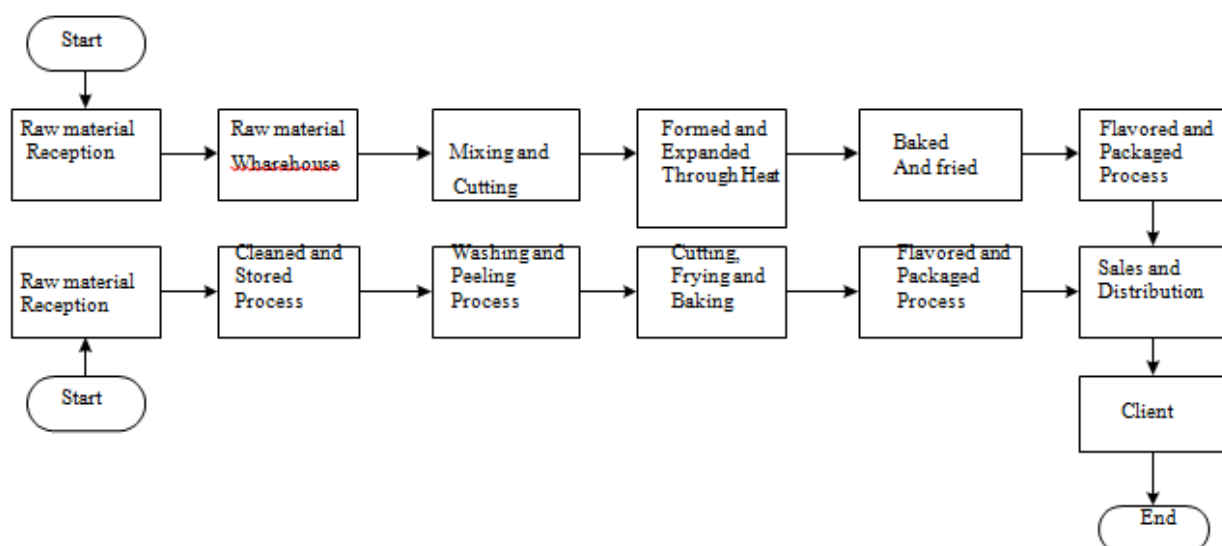 Start
Raw material
Reception
Raw material
Wharehouse
Mixing and
Cutting
Formed and
Expanded
Through Heat
Baked
And fried
Flavored and
Packaged
Process
Raw material
Reception
Cleaned and
Stored
Process
Washing and
Peeling
Process
Cutting,
Frying and
Baking
Flavored and
Packaged
Process
Sales and
Distribution
Start
Client
End